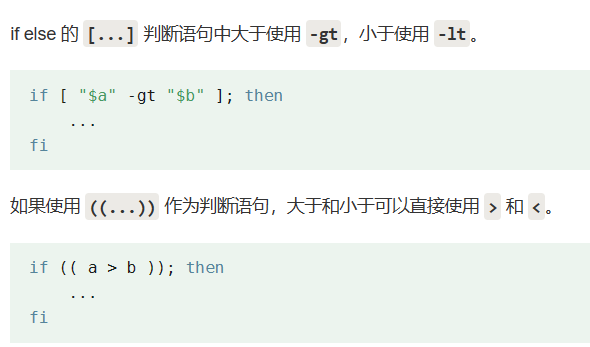 if else 的 [...] 判断语句中大于使用 -gt，小于使用 -lt。
if [ "$a" -gt "$b" ]; then
    ...
fi
如果使用 ((...)) 作为判断语句，大于和小于可以直接使用 > 和 <。
if (( a > b )); then
    ...
fi